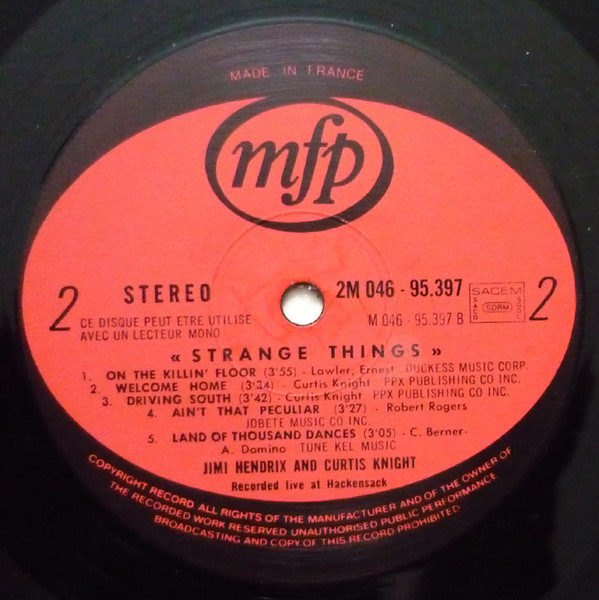 MADE IN FRANCE
mfp
2 STEREO 2M 046 - 95.397 SACEM SACD SDRM SGDL 2
CE DISQUE PEUT ETRE UTILISE M 046 - 95.397 B
AVEC UN LECTEUR MONO
« STRANGE THINGS »
1. ON THE KILLIN' FLOOR (3'55) - Lawler, Ernest DUCKESS MUSIC CORP.
2. WELCOME HOME (3'34) - Curtis Knight PPX PUBLISHING CO INC.
3. DRIVING SOUTH (3'42) - Curtis Knight PPX PUBLISHING CO INC.
4. AIN'T THAT PECULIAR (3'27) - Robert Rogers
JOBETE MUSIC CO INC.
5. LAND OF THOUSAND DANCES (3'05) - C. Berner-
A. Domino TUNE KEL MUSIC
JIMI HENDRIX AND CURTIS KNIGHT
Recorded live at Hackensack
COPYRIGHT RECORD ALL RIGHTS OF THE MANUFACTURER AND OF THE OWNER OF
THE RECORDED WORK RESERVED UNAUTHORISED PUBLIC PERFORMANCE
BROADCASTING AND COPY OF THIS RECORD PROHIBITED